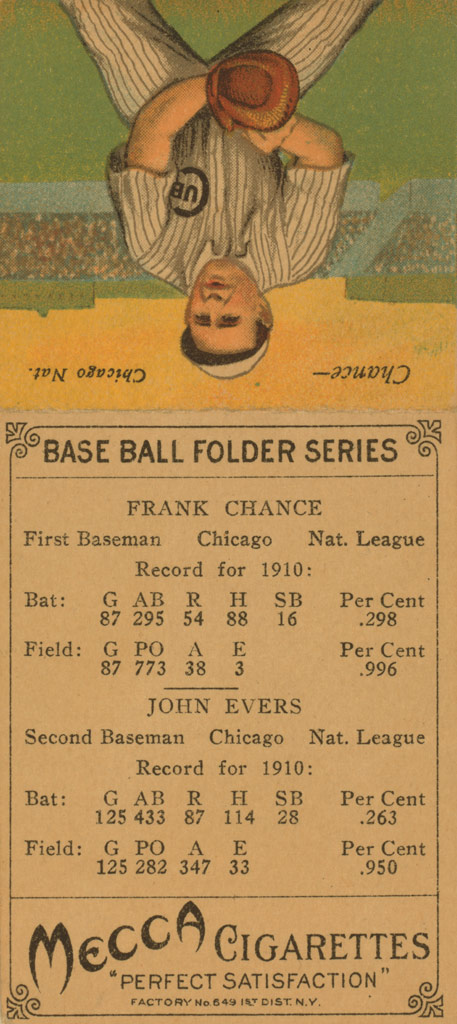 CUB
Chicago Nat.
Chance—
BASE BALL FOLDER SERIES
FRANK CHANCE
First Baseman Chicago Nat. League
Record for 1910:
Bat: G AB R H SB Per Cent
87 295 54 88 16 .298
Field: G PO A E Per Cent
87 773 38 3 .996
JOHN EVERS
Second Baseman Chicago Nat. League
Record for 1910:
Bat: G AB R H SB Per Cent
125 433 87 114 28 .263
Field: G PO A E Per Cent
125 282 347 33 .950
MECCA CIGARETTES
"PERFECT SATISFACTION"
FACTORY No. 649 1ST DIST. N.Y.